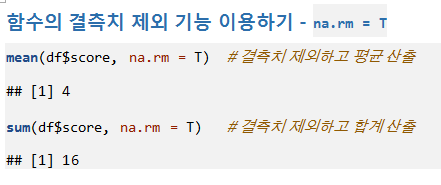 함수의 결측치 제외 기능 이용하기 - na.rm = T
mean(df$score, na.rm = T)  # 결측치 제외하고 평균 산출
## [1] 4
sum(df$score, na.rm = T)  # 결측치 제외하고 합계 산출
## [1] 16